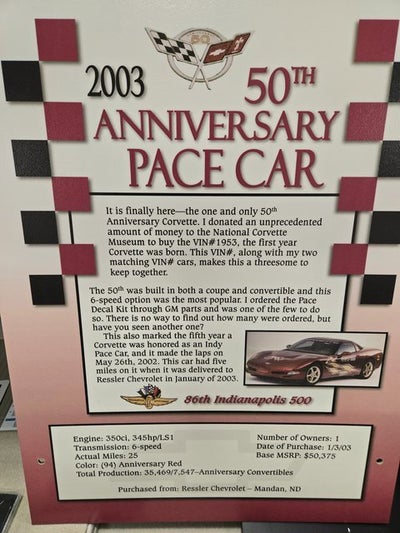 50
2003
50TH
ANNIVERSARY
PACE CAR
It is finally here—the one and only 50th
Anniversary Corvette. I donated an unprecedented
amount of money to the National Corvette
Museum to buy the VIN#1953, the first year
Corvette was born. This VIN#, along with my two
matching VIN# cars, makes this a threesome to
keep together.
The 50th was built in both a coupe and convertible and this
6-speed option was the most popular. I ordered the Pace
Decal Kit through GM parts and was one of the few to do
so. There is no way to find out how many were ordered, but
have you seen another one?
This also marked the fifth year a
Corvette was honored as an Indy
Pace Car, and it made the laps on
May 26th, 2002. This car had five
miles on it when it was delivered to
Ressler Chevrolet in January of 2003.
86th Indianapolis 500
Engine: 350ci, 345hp/LS1
Transmission: 6-speed
Actual Miles: 25
Color: (94) Anniversary Red
Total Production: 35,469/7,547–Anniversary Convertibles
Number of Owners: 1
Date of Purchase: 1/3/03
Base MSRP: $50,375
Purchased from: Ressler Chevrolet – Mandan, ND